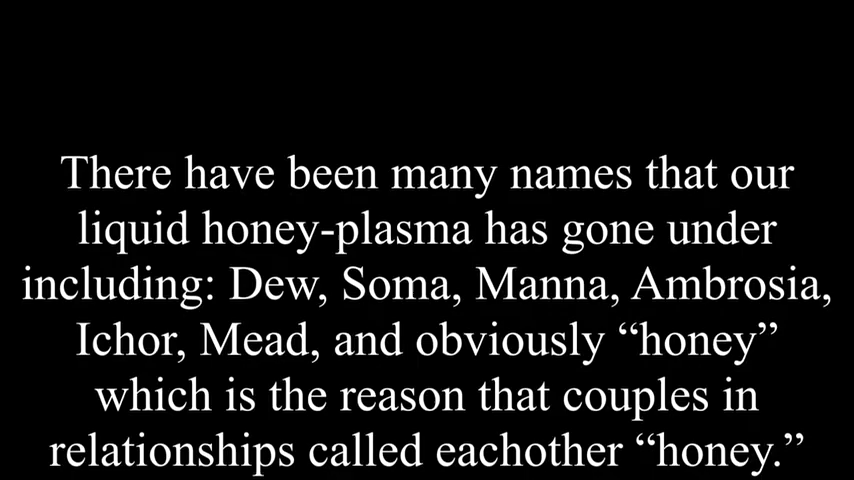 There have been many names that our
liquid honey-plasma has gone under
including: Dew, Soma, Manna, Ambrosia,
Ichor, Mead, and obviously “honey”
which is the reason that couples in
relationships called eachother “honey.”